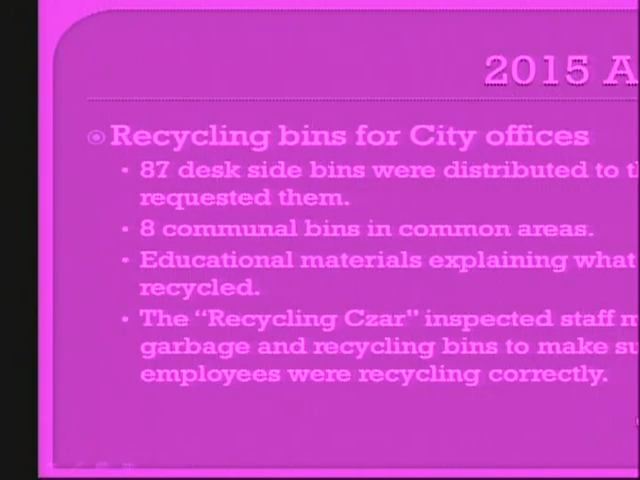 2015 A
Recycling bins for City offices
87 desk side bins were distributed to
requested them.
8 communal bins in common areas.
Educational materials explaining what
recycled.
The “Recycling Czar” inspected staff
garbage and recycling bins to make
employees were recycling correctly.